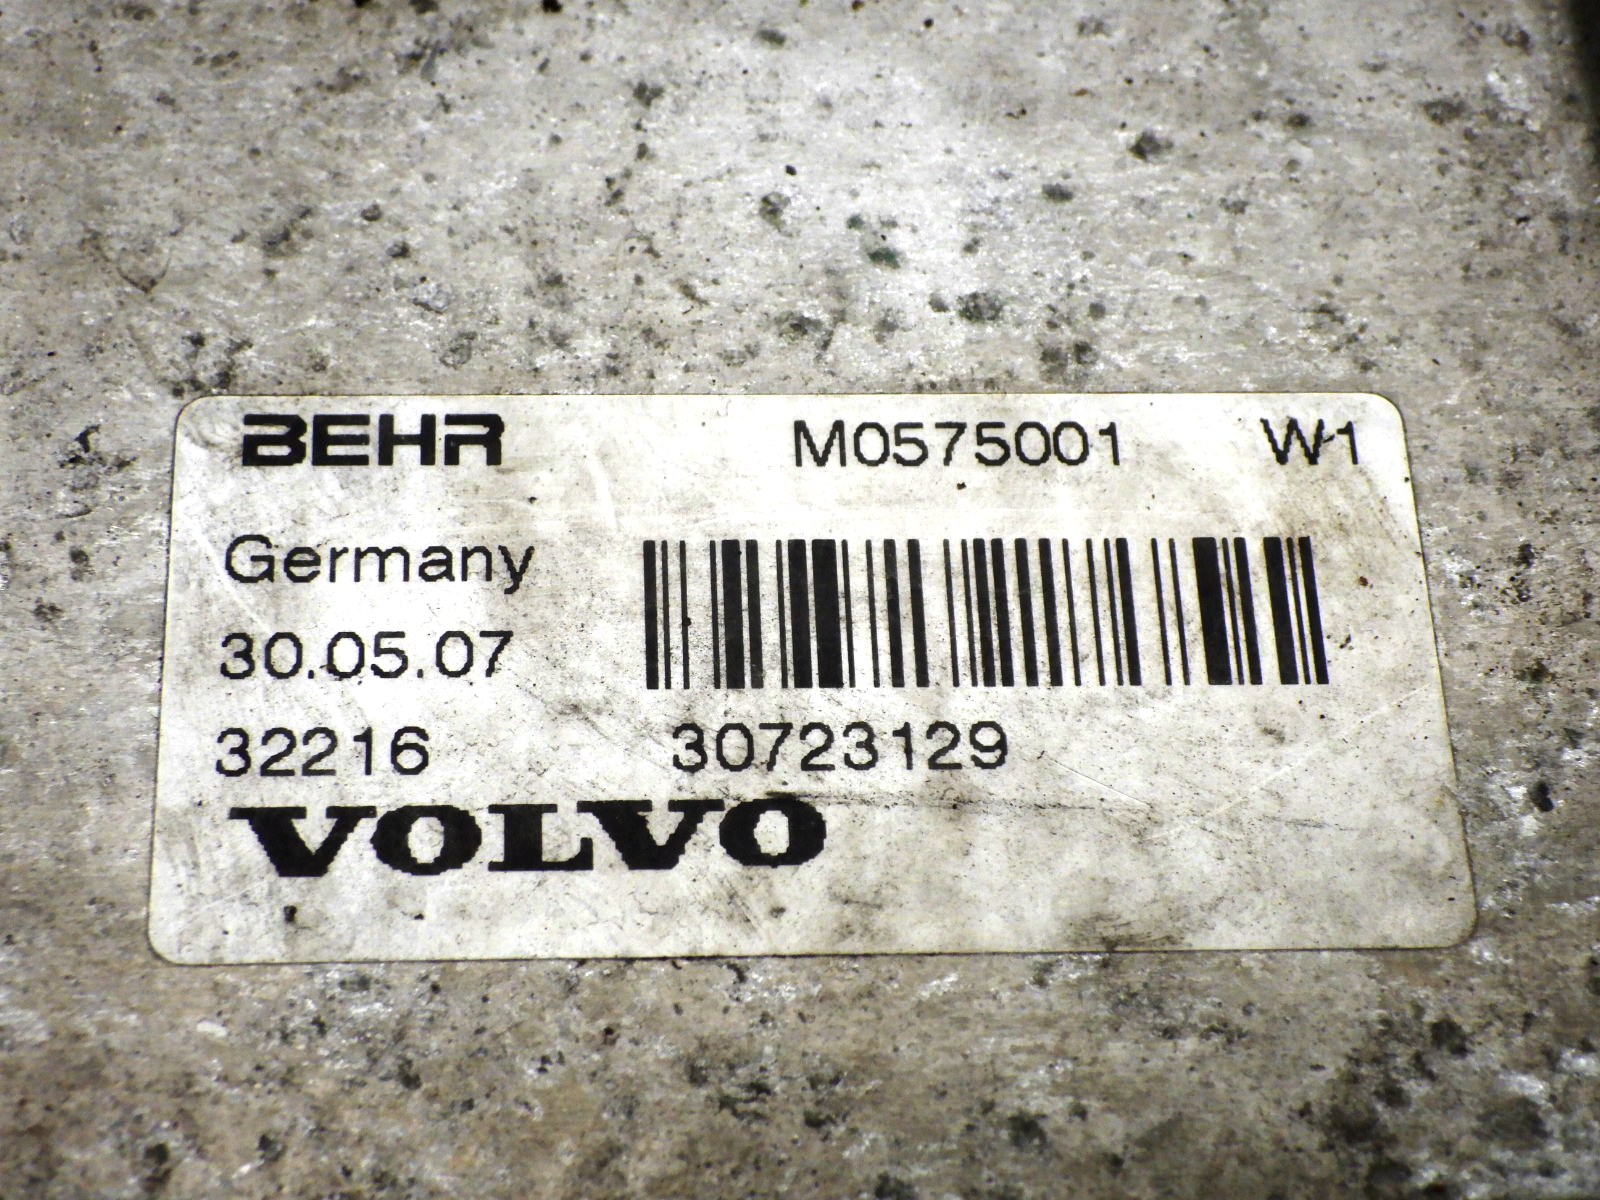 BEHR M0575001 W1
Germany
30.05.07
32216 30723129
VOLVO